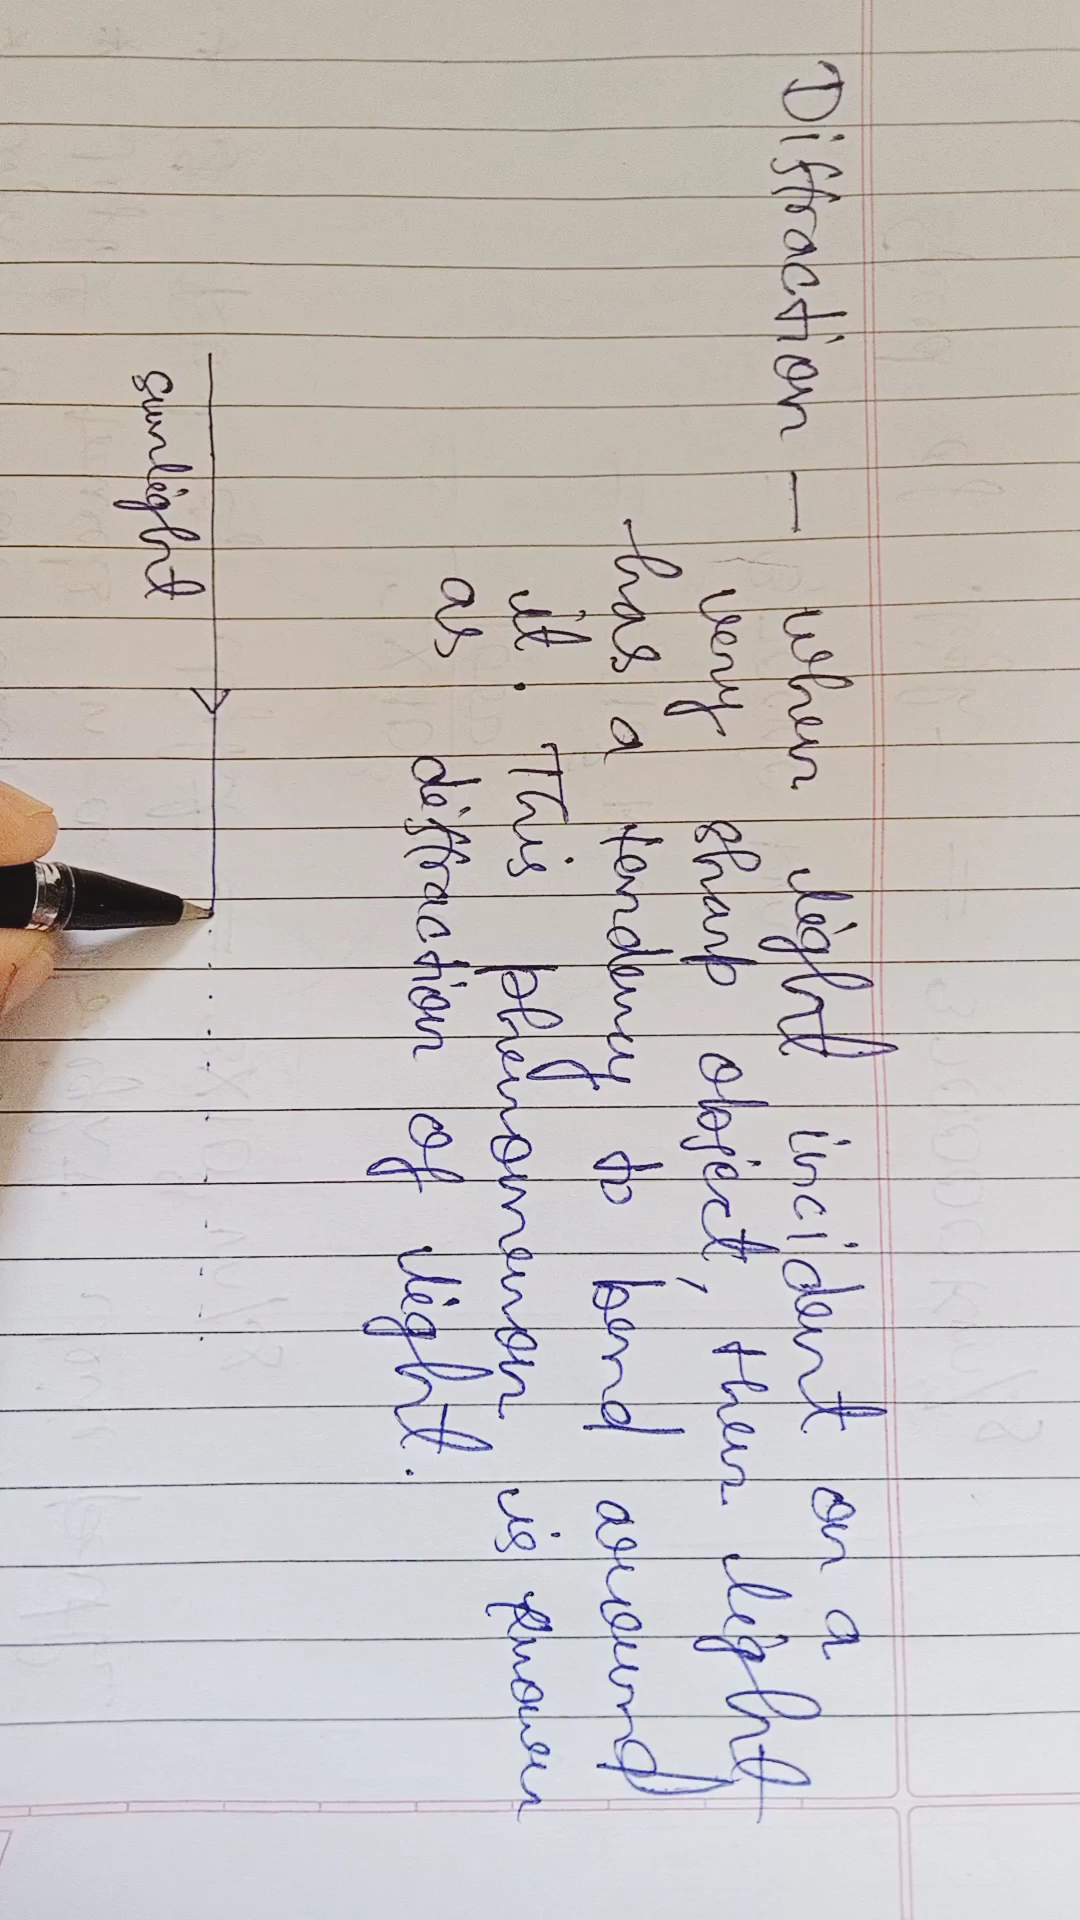 Diffraction — when light incident on a
very sharp object, then light
has a tendency to bend around
it. This phenomenon is known
as diffraction of light.
sunlight